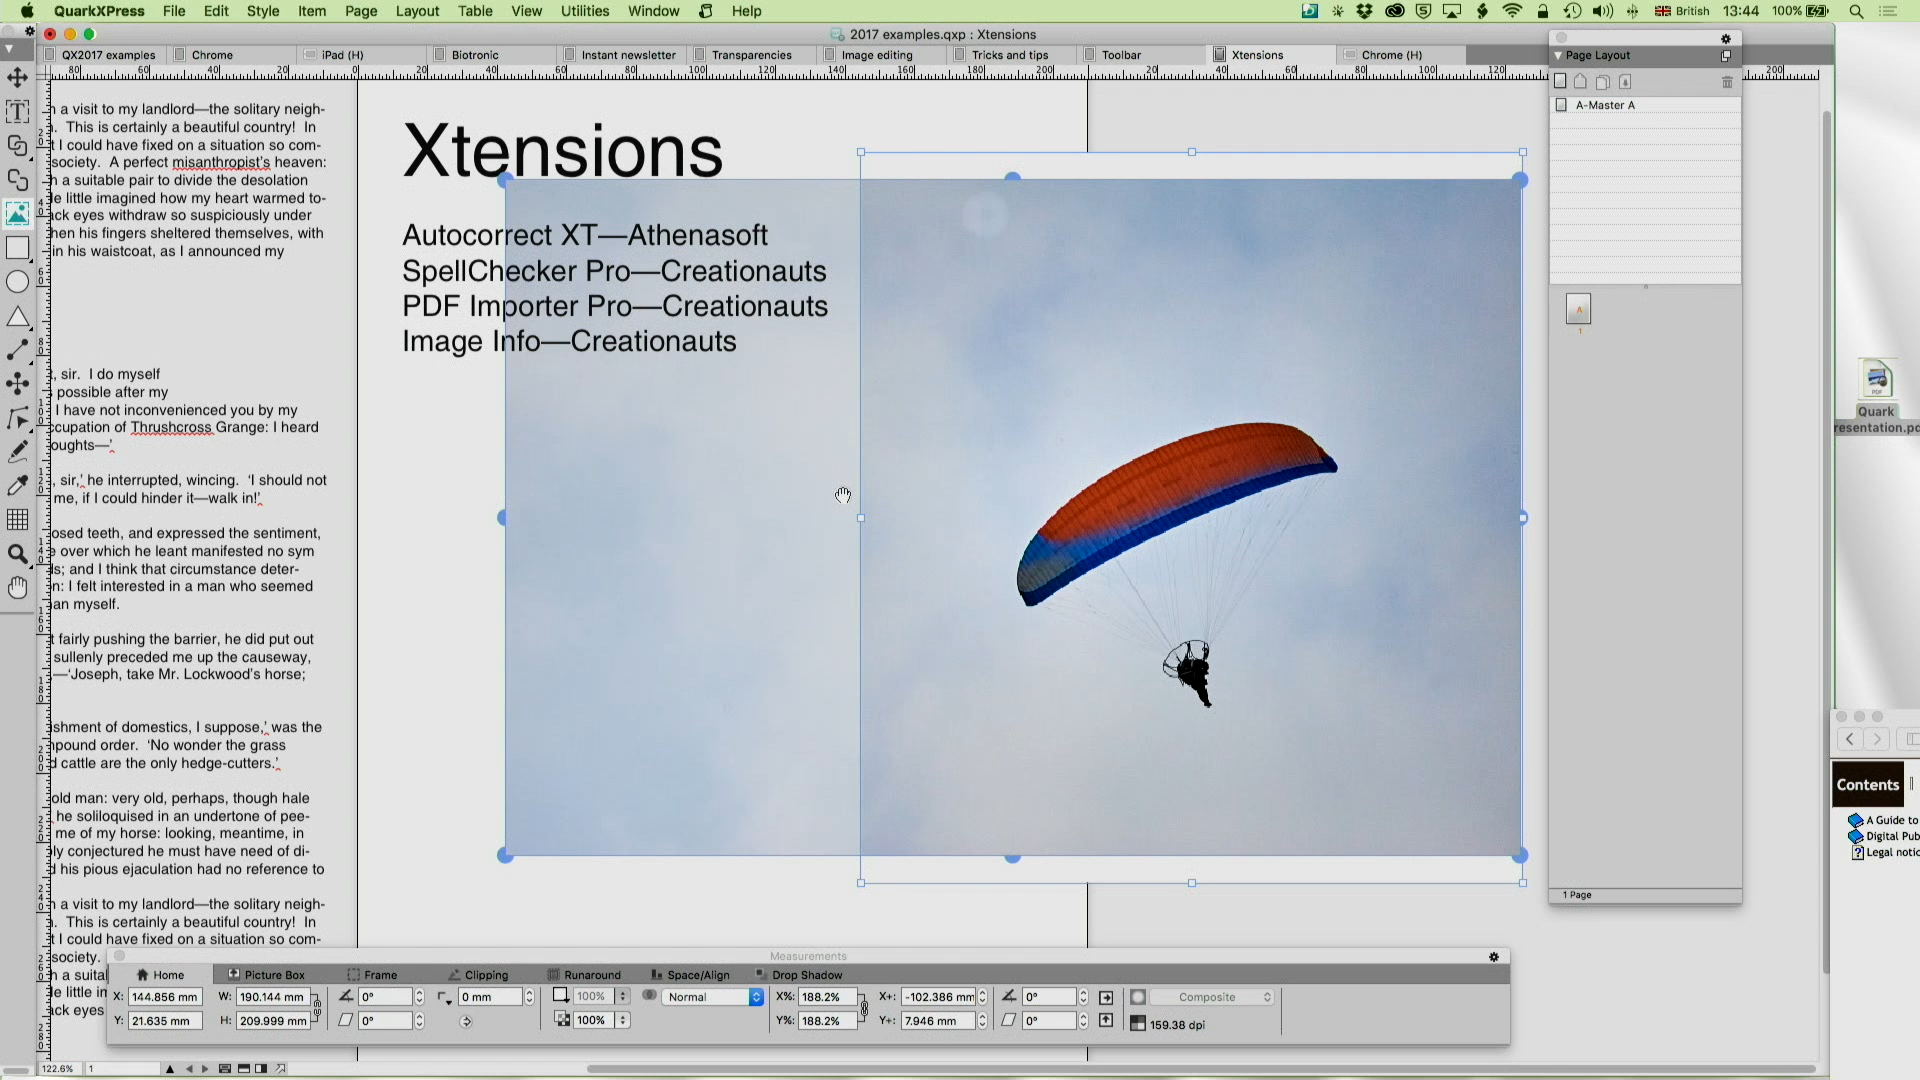 QuarkXPress File Edit Style Item Page Layout Table View Utilities Window Help British 13:44 100%
2017 examples.qxp : Xtensions
QX2017 examples Chrome iPad (H) Biotronic Instant newsletter Transparencies Image editing Tricks and tips Toolbar Xtensions Chrome (H)
Xtensions
Autocorrect XT—Athenasoft
SpellChecker Pro—Creationauts
PDF Importer Pro—Creationauts
Image Info—Creationauts
a visit to my landlord—the solitary neigh-
This is certainly a beautiful country! In
I could have fixed on a situation so com-
society. A perfect misanthropist's heaven:
a suitable pair to divide the desolation
little imagined how my heart warmed to-
eyes withdraw so suspiciously under
his fingers sheltered themselves, with
in his waistcoat, as I announced my
sir. I do myself
possible after my
I have not inconvenienced you by my
Thrushcross Grange: I heard
sir,' he interrupted, wincing. 'I should not
me, if I could hinder it—walk in!'
teeth, and expressed the sentiment,
over which he leant manifested no sym
and I think that circumstance deter-
I felt interested in a man who seemed
myself.
fairly pushing the barrier, he did put out
sullenly preceded me up the causeway,
—'Joseph, take Mr. Lockwood's horse;
of domestics, I suppose,' was the
order. 'No wonder the grass
cattle are the only hedge-cutters.'
old man: very old, perhaps, though hale
he soliloquised in an undertone of pee-
me of my horse: looking, meantime, in
conjectured he must have need of di-
his pious ejaculation had no reference to
a visit to my landlord—the solitary neigh-
This is certainly a beautiful country! In
I could have fixed on a situation so com-
society.
Page Layout
A-Master A
A
1
1 Page
Quark
Contents
A Guide to
Digital Pub
Legal notic
Measurements
Home Picture Box Frame Clipping Runaround Space/Align Drop Shadow
X: 144.856 mm W: 190.144 mm 0° 0 mm 100% Normal X%: 188.2% X+: -102.386 mm 0° Composite
Y: 21.635 mm H: 209.999 mm 0° 100% Y%: 188.2% Y+: 7.946 mm 0° 159.38 dpi
122.6% 1